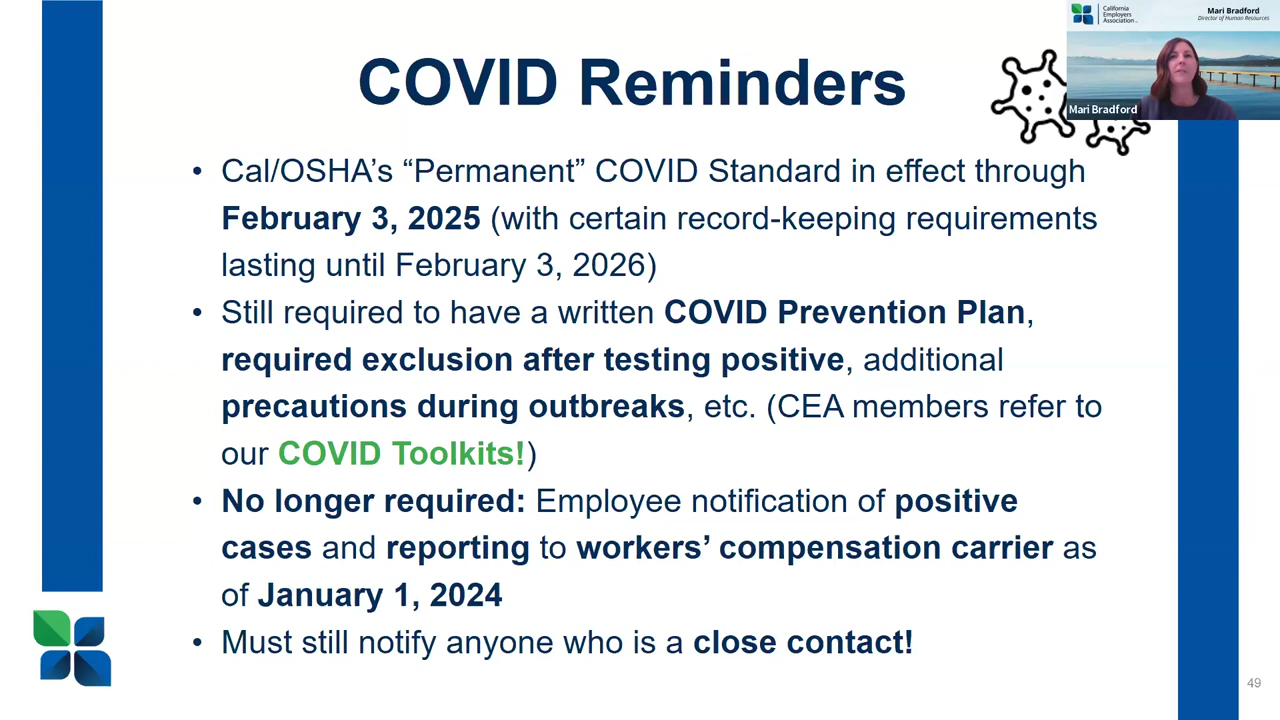 COVID Reminders
California
Employers
Association
Mari Bradford
Director of Human Resources
Mari Bradford
• Cal/OSHA’s “Permanent” COVID Standard in effect through
February 3, 2025 (with certain record-keeping requirements
lasting until February 3, 2026)
• Still required to have a written COVID Prevention Plan,
required exclusion after testing positive, additional
precautions during outbreaks, etc. (CEA members refer to
our COVID Toolkits!)
• No longer required: Employee notification of positive
cases and reporting to workers’ compensation carrier as
of January 1, 2024
• Must still notify anyone who is a close contact!
49